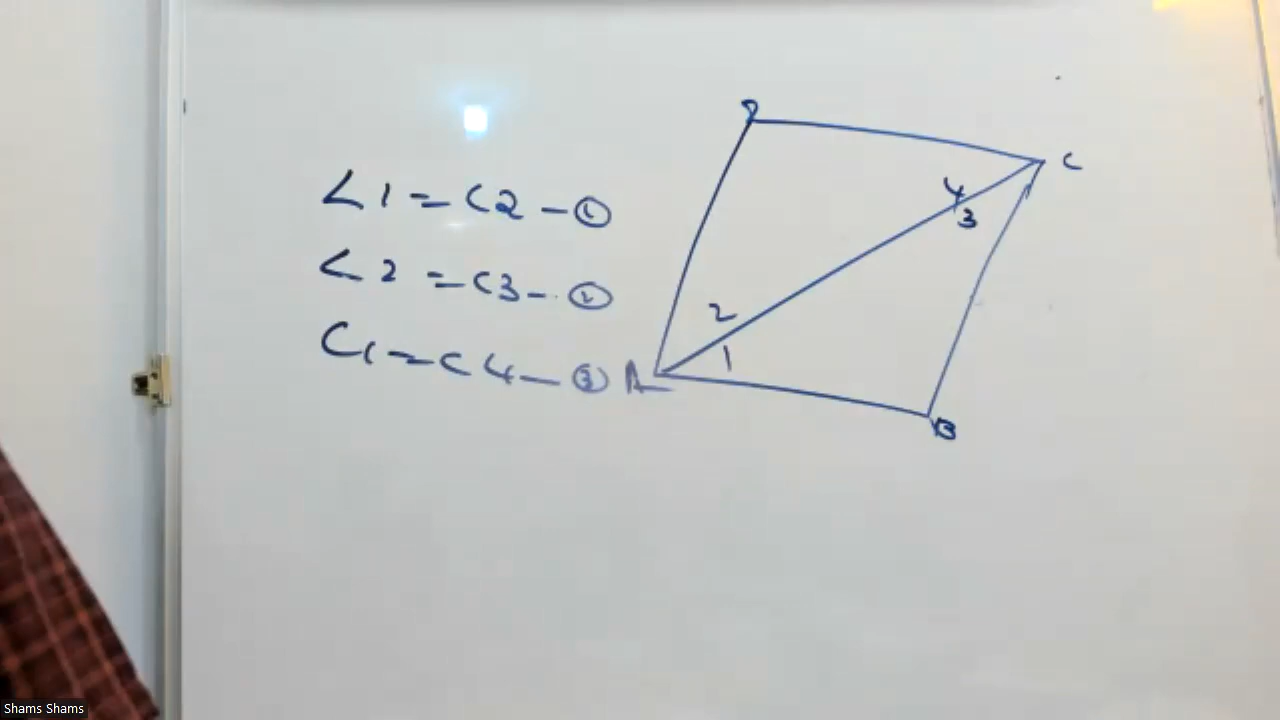 ∠1 = ∠2 - ①
∠2 = ∠3 - ②
∠1 = ∠4 - ③
D
C
4
3
2
1
A
B
Shams Shams